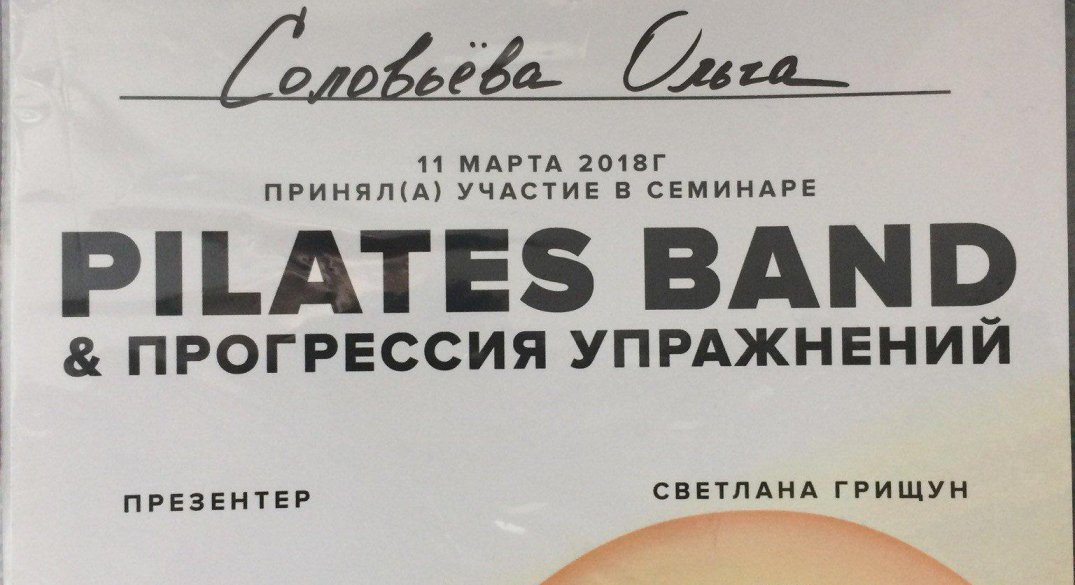 Соловьёва Ольга
11 МАРТА 2018Г
ПРИНЯЛ(А) УЧАСТИЕ В СЕМИНАРЕ
PILATES BAND
& ПРОГРЕССИЯ УПРАЖНЕНИЙ
ПРЕЗЕНТЕР СВЕТЛАНА ГРИЩУН